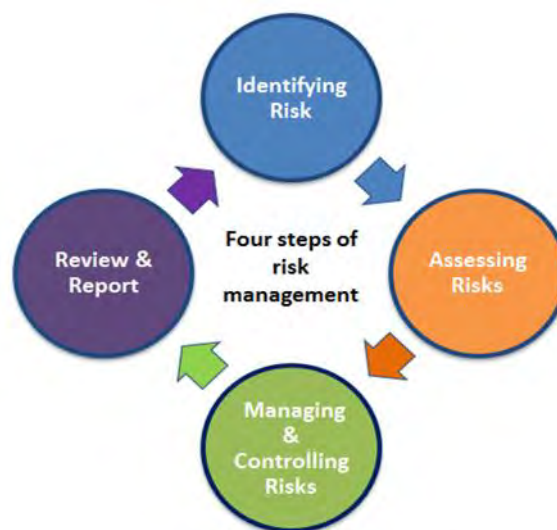 Identifying
Risk
Four steps of
risk
management
Assessing
Risks
Managing
&
Controlling
Risks
Review &
Report